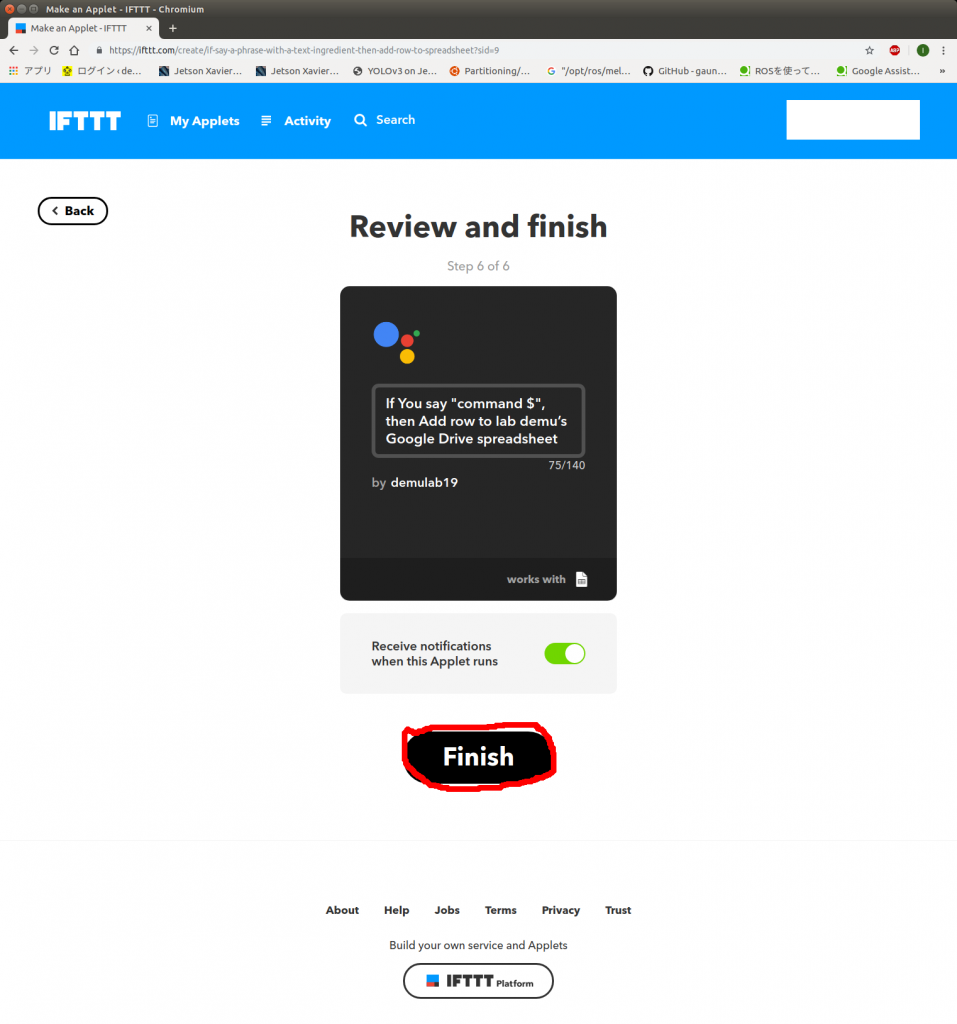 Make an Applet - IFTTT - Chromium
Make an Applet - IFTTT
https://ifttt.com/create/if-say-a-phrase-with-a-text-ingredient-then-add-row-to-spreadsheet?sid=9
ABP
I
アプリ ログイン ‹ de… Jetson Xavier… Jetson Xavier… YOLOv3 on Je… Partitioning/… "/opt/ros/mel… GitHub - gaun… ROSを使って… Google Assist… »
IFTTT My Applets Activity Search
Back
Review and finish
Step 6 of 6
If You say "command $",
then Add row to lab demu’s
Google Drive spreadsheet
75/140
by demulab19
works with
Receive notifications
when this Applet runs
Finish
About Help Jobs Terms Privacy Trust
Build your own service and Applets
IFTTT Platform